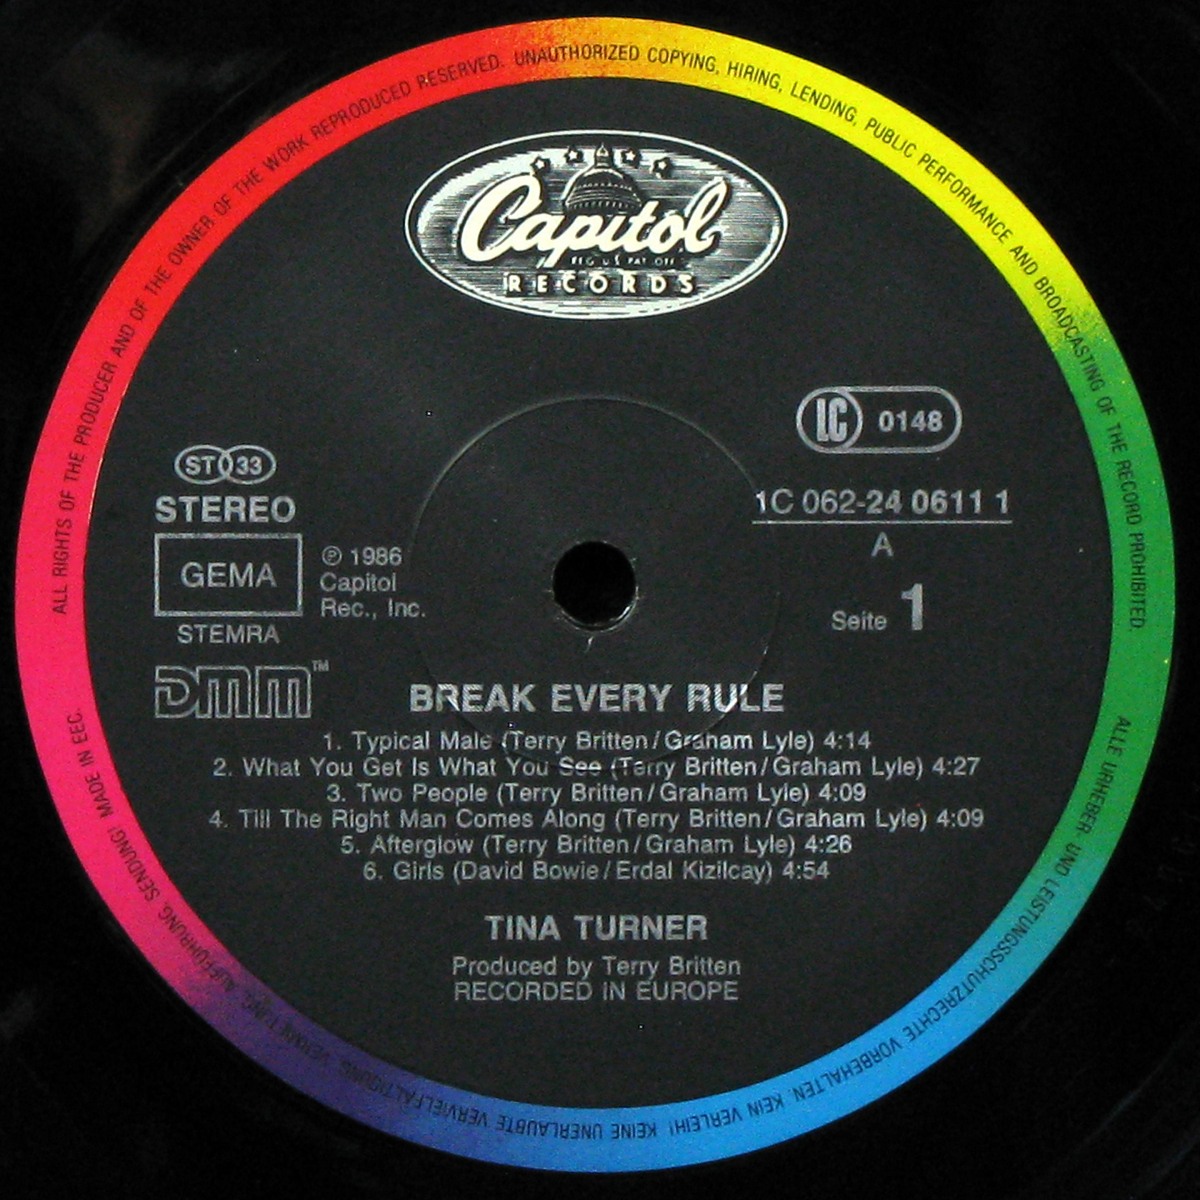 ALL RIGHTS OF THE PRODUCER AND OF THE OWNER OF THE WORK REPRODUCED RESERVED. UNAUTHORIZED COPYING, HIRING, LENDING, PUBLIC PERFORMANCE AND BROADCASTING OF THE RECORD PROHIBITED.
Capitol
REG. U.S. PAT. OFF.
RECORDS
LC 0148
ST 33
STEREO
GEMA
STEMRA
DMM™
℗ 1986
Capitol
Rec., Inc.
1C 062-24 0611 1
A
Seite 1
BREAK EVERY RULE
1. Typical Male (Terry Britten/Graham Lyle) 4:14
2. What You Get Is What You See (Terry Britten/Graham Lyle) 4:27
3. Two People (Terry Britten/Graham Lyle) 4:09
4. Till The Right Man Comes Along (Terry Britten/Graham Lyle) 4:09
5. Afterglow (Terry Britten/Graham Lyle) 4:26
6. Girls (David Bowie/Erdal Kizilcay) 4:54
TINA TURNER
Produced by Terry Britten
RECORDED IN EUROPE
ALLE URHEBER- UND LEISTUNGSSCHUTZRECHTE VORBEHALTEN. KEIN VERLEIH! KEINE UNERLAUBTE VERVIELFÄLTIGUNG, VERMIETUNG, AUFFÜHRUNG, SENDUNG! MADE IN EEC.